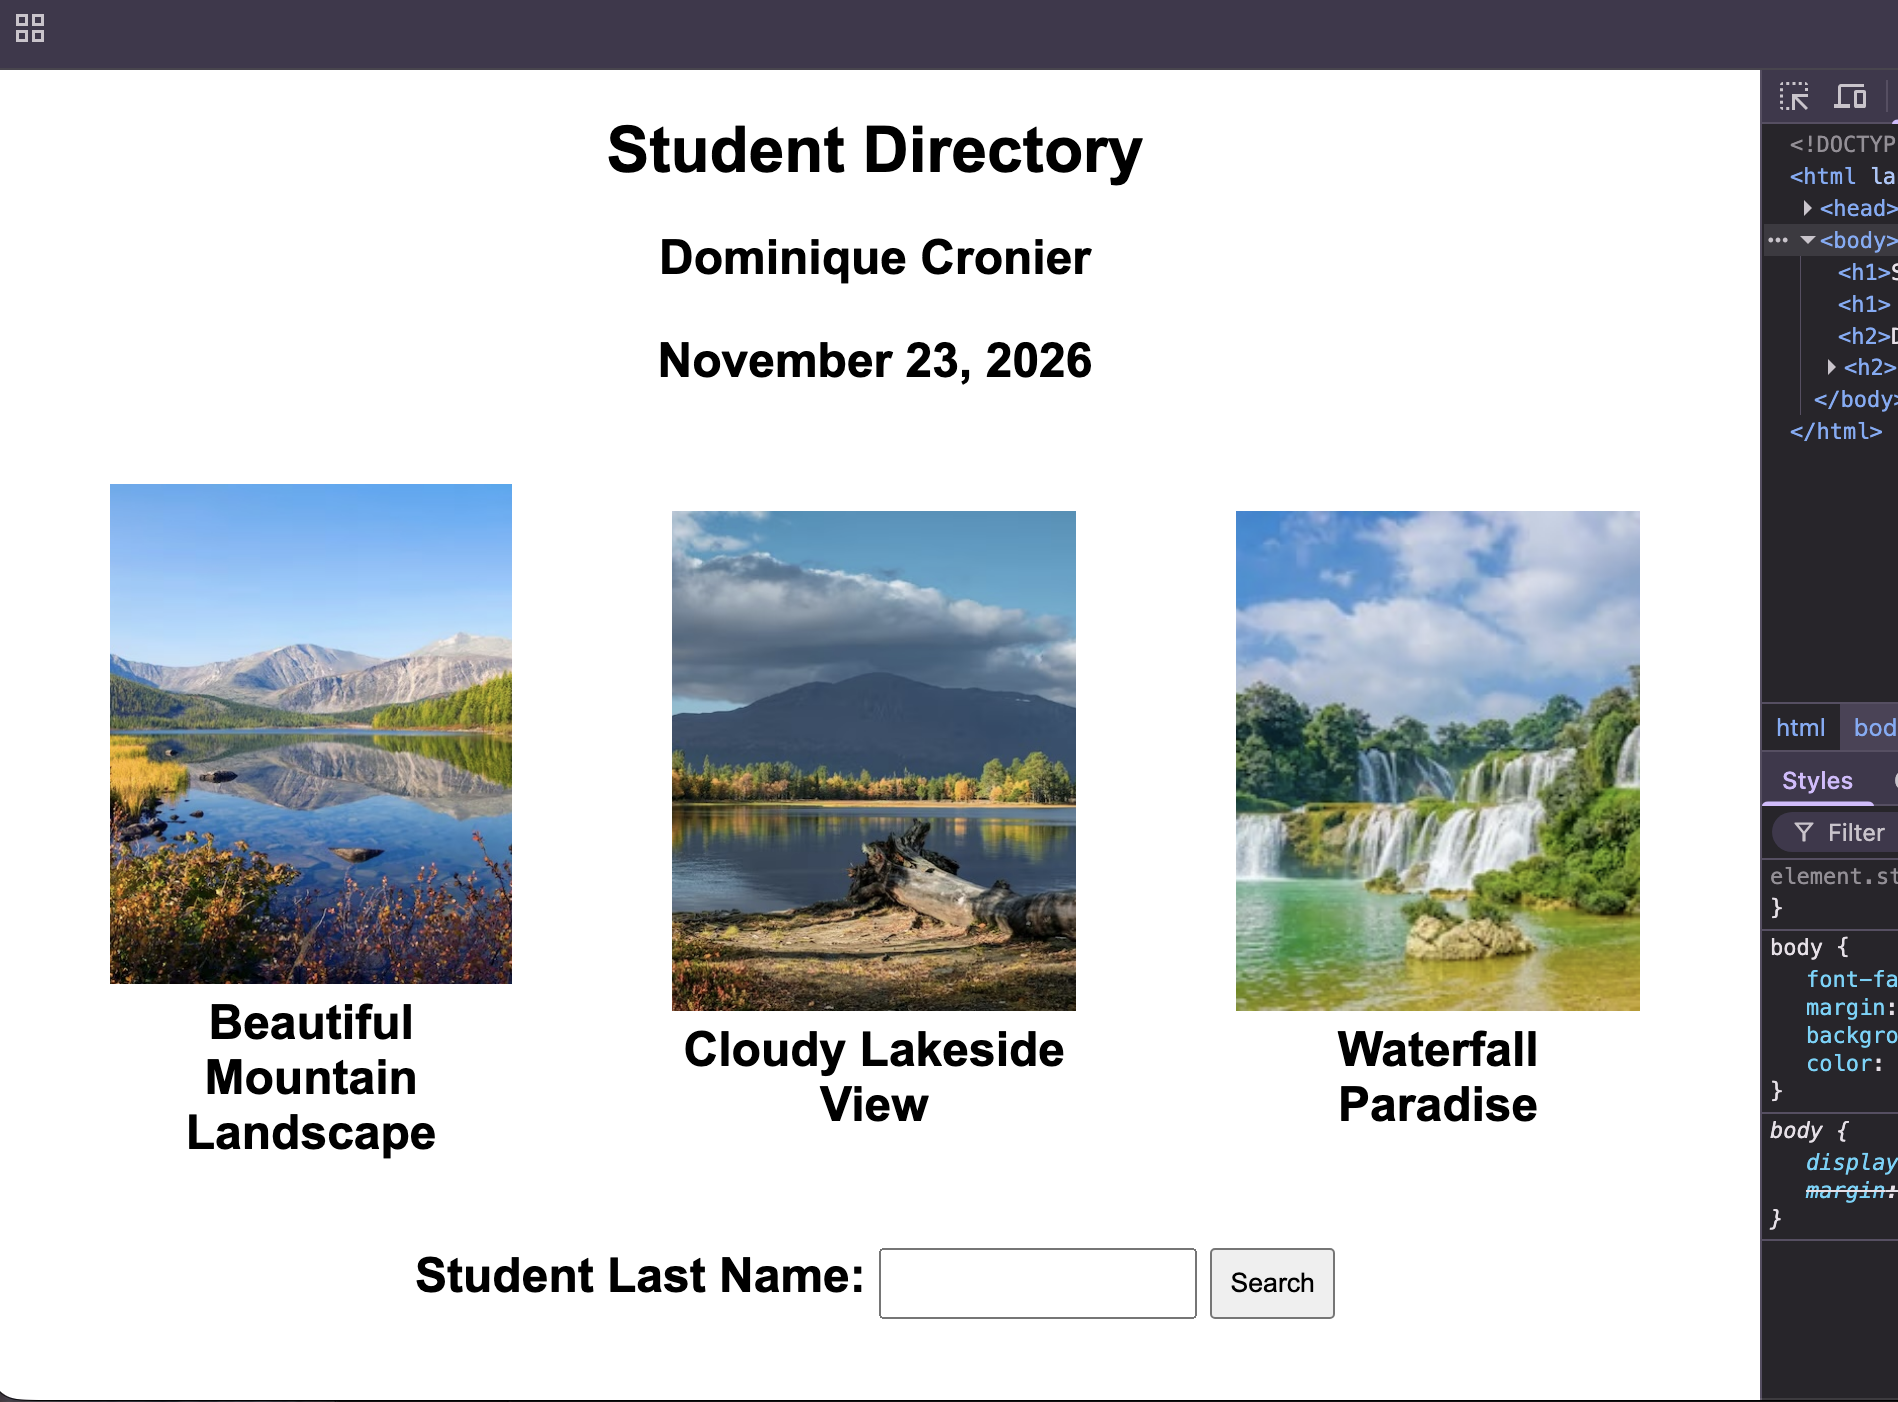 Student Directory
Dominique Cronier
November 23, 2026
Beautiful
Mountain
Landscape
Cloudy Lakeside
View
Waterfall
Paradise
Student Last Name:
Search
<!DOCTYP
<html la
<head>
<body>
<h1>S
<h1>
<h2>D
<h2>
</body>
</html>
html bod
Styles
Filter
element.st
}
body {
font-fa
margin:
backgro
color:
}
body {
display
margin:
}